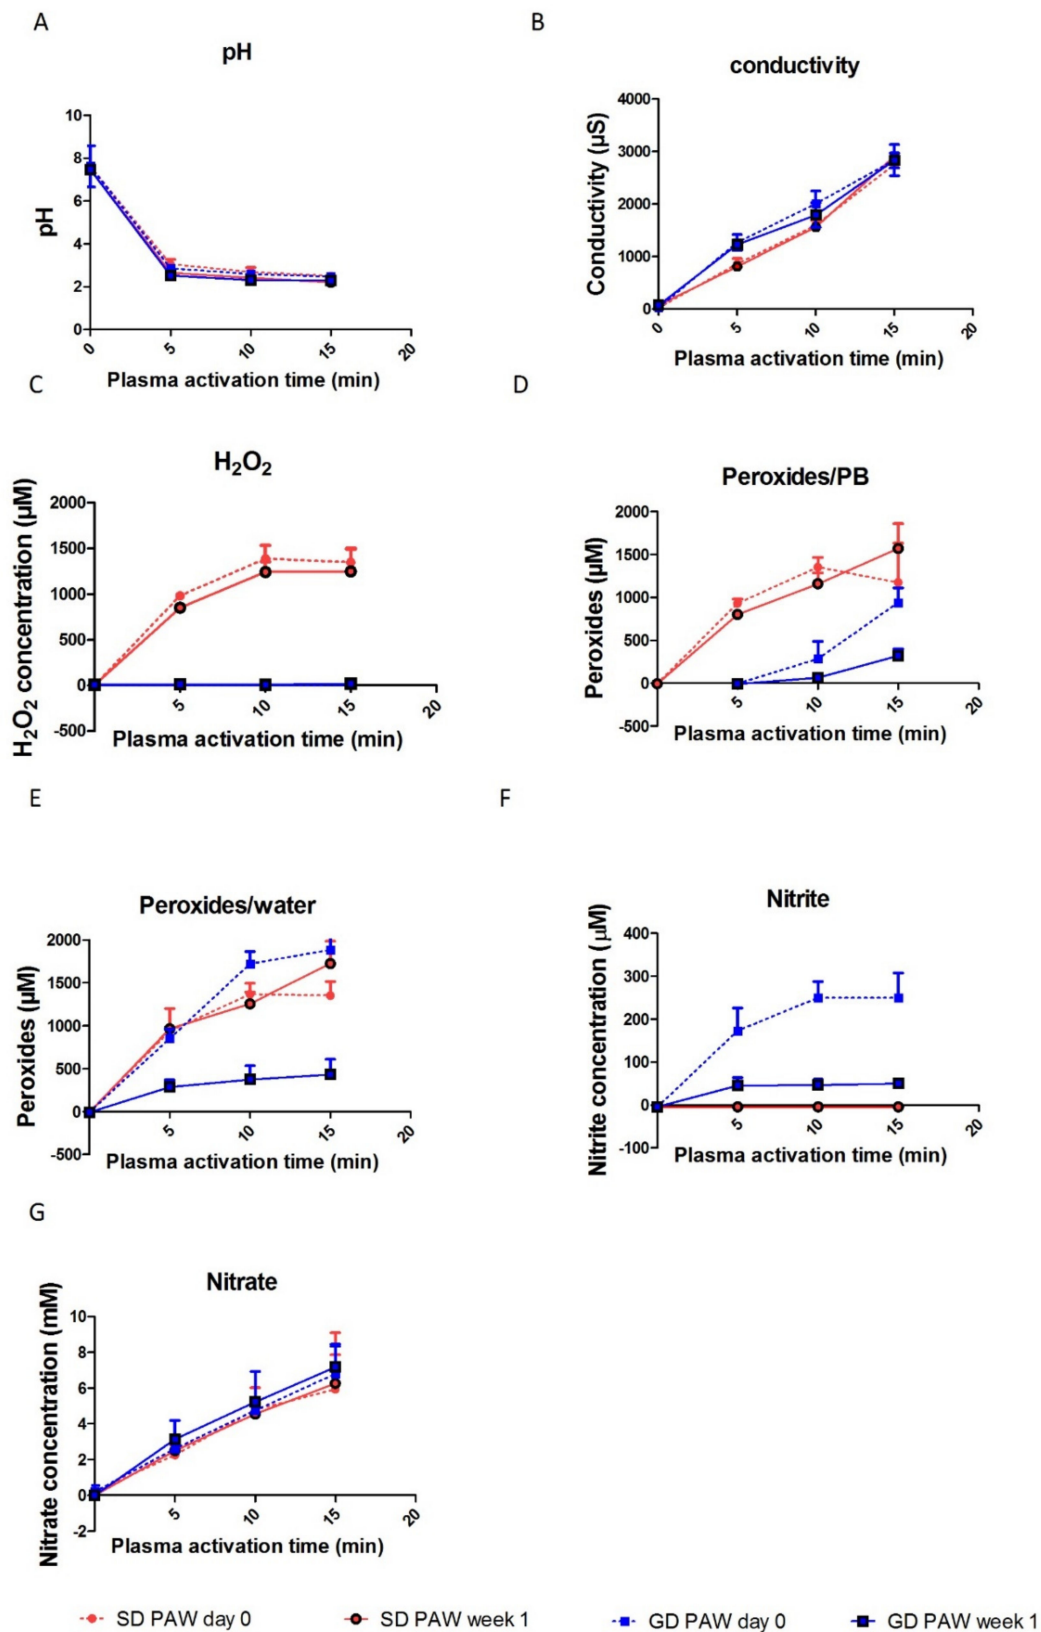 A
pH
pH
10
8
6
4
2
0
0
5
10
15
20
Plasma activation time (min)
B
conductivity
Conductivity (µS)
4000
3000
2000
1000
0
0
5
10
15
20
Plasma activation time (min)
C
H₂O₂
H₂O₂ concentration (µM)
2000
1500
1000
500
0
-500
5
10
15
20
Plasma activation time (min)
D
Peroxides/PB
Peroxides (µM)
2000
1500
1000
500
0
-500
5
10
15
20
Plasma activation time (min)
E
Peroxides/water
Peroxides (µM)
2000
1500
1000
500
0
-500
5
10
15
20
Plasma activation time (min)
F
Nitrite
Nitrite concentration (µM)
400
300
200
100
0
-100
5
10
15
20
Plasma activation time (min)
G
Nitrate
Nitrate concentration (mM)
10
8
6
4
2
0
-2
5
10
15
20
Plasma activation time (min)
SD PAW day 0
SD PAW week 1
GD PAW day 0
GD PAW week 1